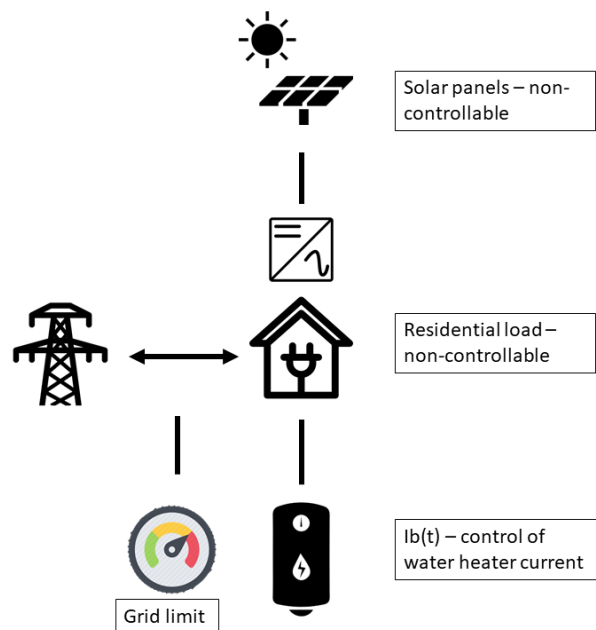 Solar panels – non-
controllable
Residential load –
non-controllable
Ib(t) – control of
water heater current
Grid limit